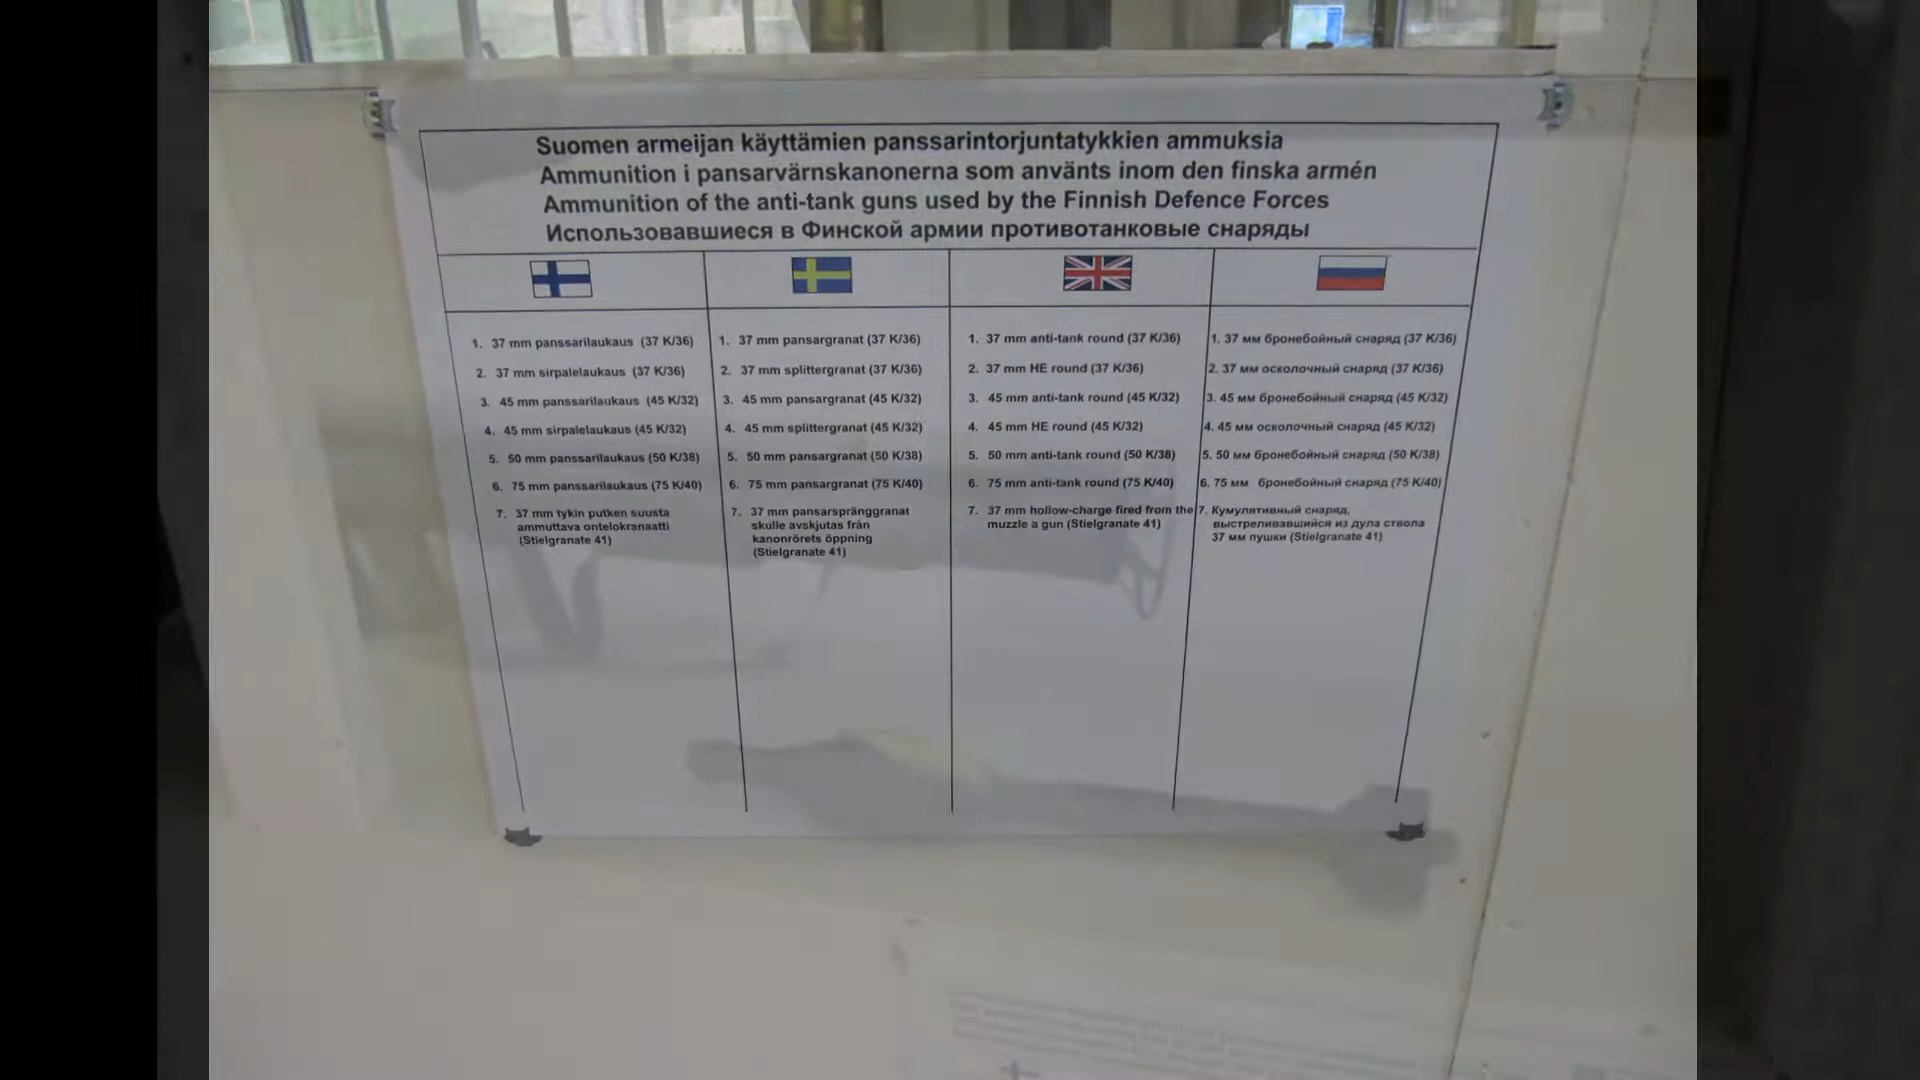 Suomen armeijan käyttämien panssarintorjuntatykkien ammuksia
Ammunition i pansarvärnskanonerna som använts inom den finska armén
Ammunition of the anti-tank guns used by the Finnish Defence Forces
Использовавшиеся в Финской армии противотанковые снаряды
1. 37 mm panssarilaukaus (37 K/36)
2. 37 mm sirpalelaukaus (37 K/36)
3. 45 mm panssarilaukaus (45 K/32)
4. 45 mm sirpalelaukaus (45 K/32)
5. 50 mm panssarilaukaus (50 K/38)
6. 75 mm panssarilaukaus (75 K/40)
7. 37 mm tykin putken suusta
ammuttava ontelokranaatti
(Stielgranate 41)
1. 37 mm pansargranat (37 K/36)
2. 37 mm splittergranat (37 K/36)
3. 45 mm pansargranat (45 K/32)
4. 45 mm splittergranat (45 K/32)
5. 50 mm pansargranat (50 K/38)
6. 75 mm pansargranat (75 K/40)
7. 37 mm pansarspränggranat
skulle avskjutas från
kanonrörets öppning
(Stielgranate 41)
1. 37 mm anti-tank round (37 K/36)
2. 37 mm HE round (37 K/36)
3. 45 mm anti-tank round (45 K/32)
4. 45 mm HE round (45 K/32)
5. 50 mm anti-tank round (50 K/38)
6. 75 mm anti-tank round (75 K/40)
7. 37 mm hollow-charge fired from the
muzzle a gun (Stielgranate 41)
1. 37 мм бронебойный снаряд (37 K/36)
2. 37 мм осколочный снаряд (37 K/36)
3. 45 мм бронебойный снаряд (45 K/32)
4. 45 мм осколочный снаряд (45 K/32)
5. 50 мм бронебойный снаряд (50 K/38)
6. 75 мм бронебойный снаряд (75 K/40)
7. Кумулятивный снаряд,
выстреливавшийся из дула ствола
37 мм пушки (Stielgranate 41)